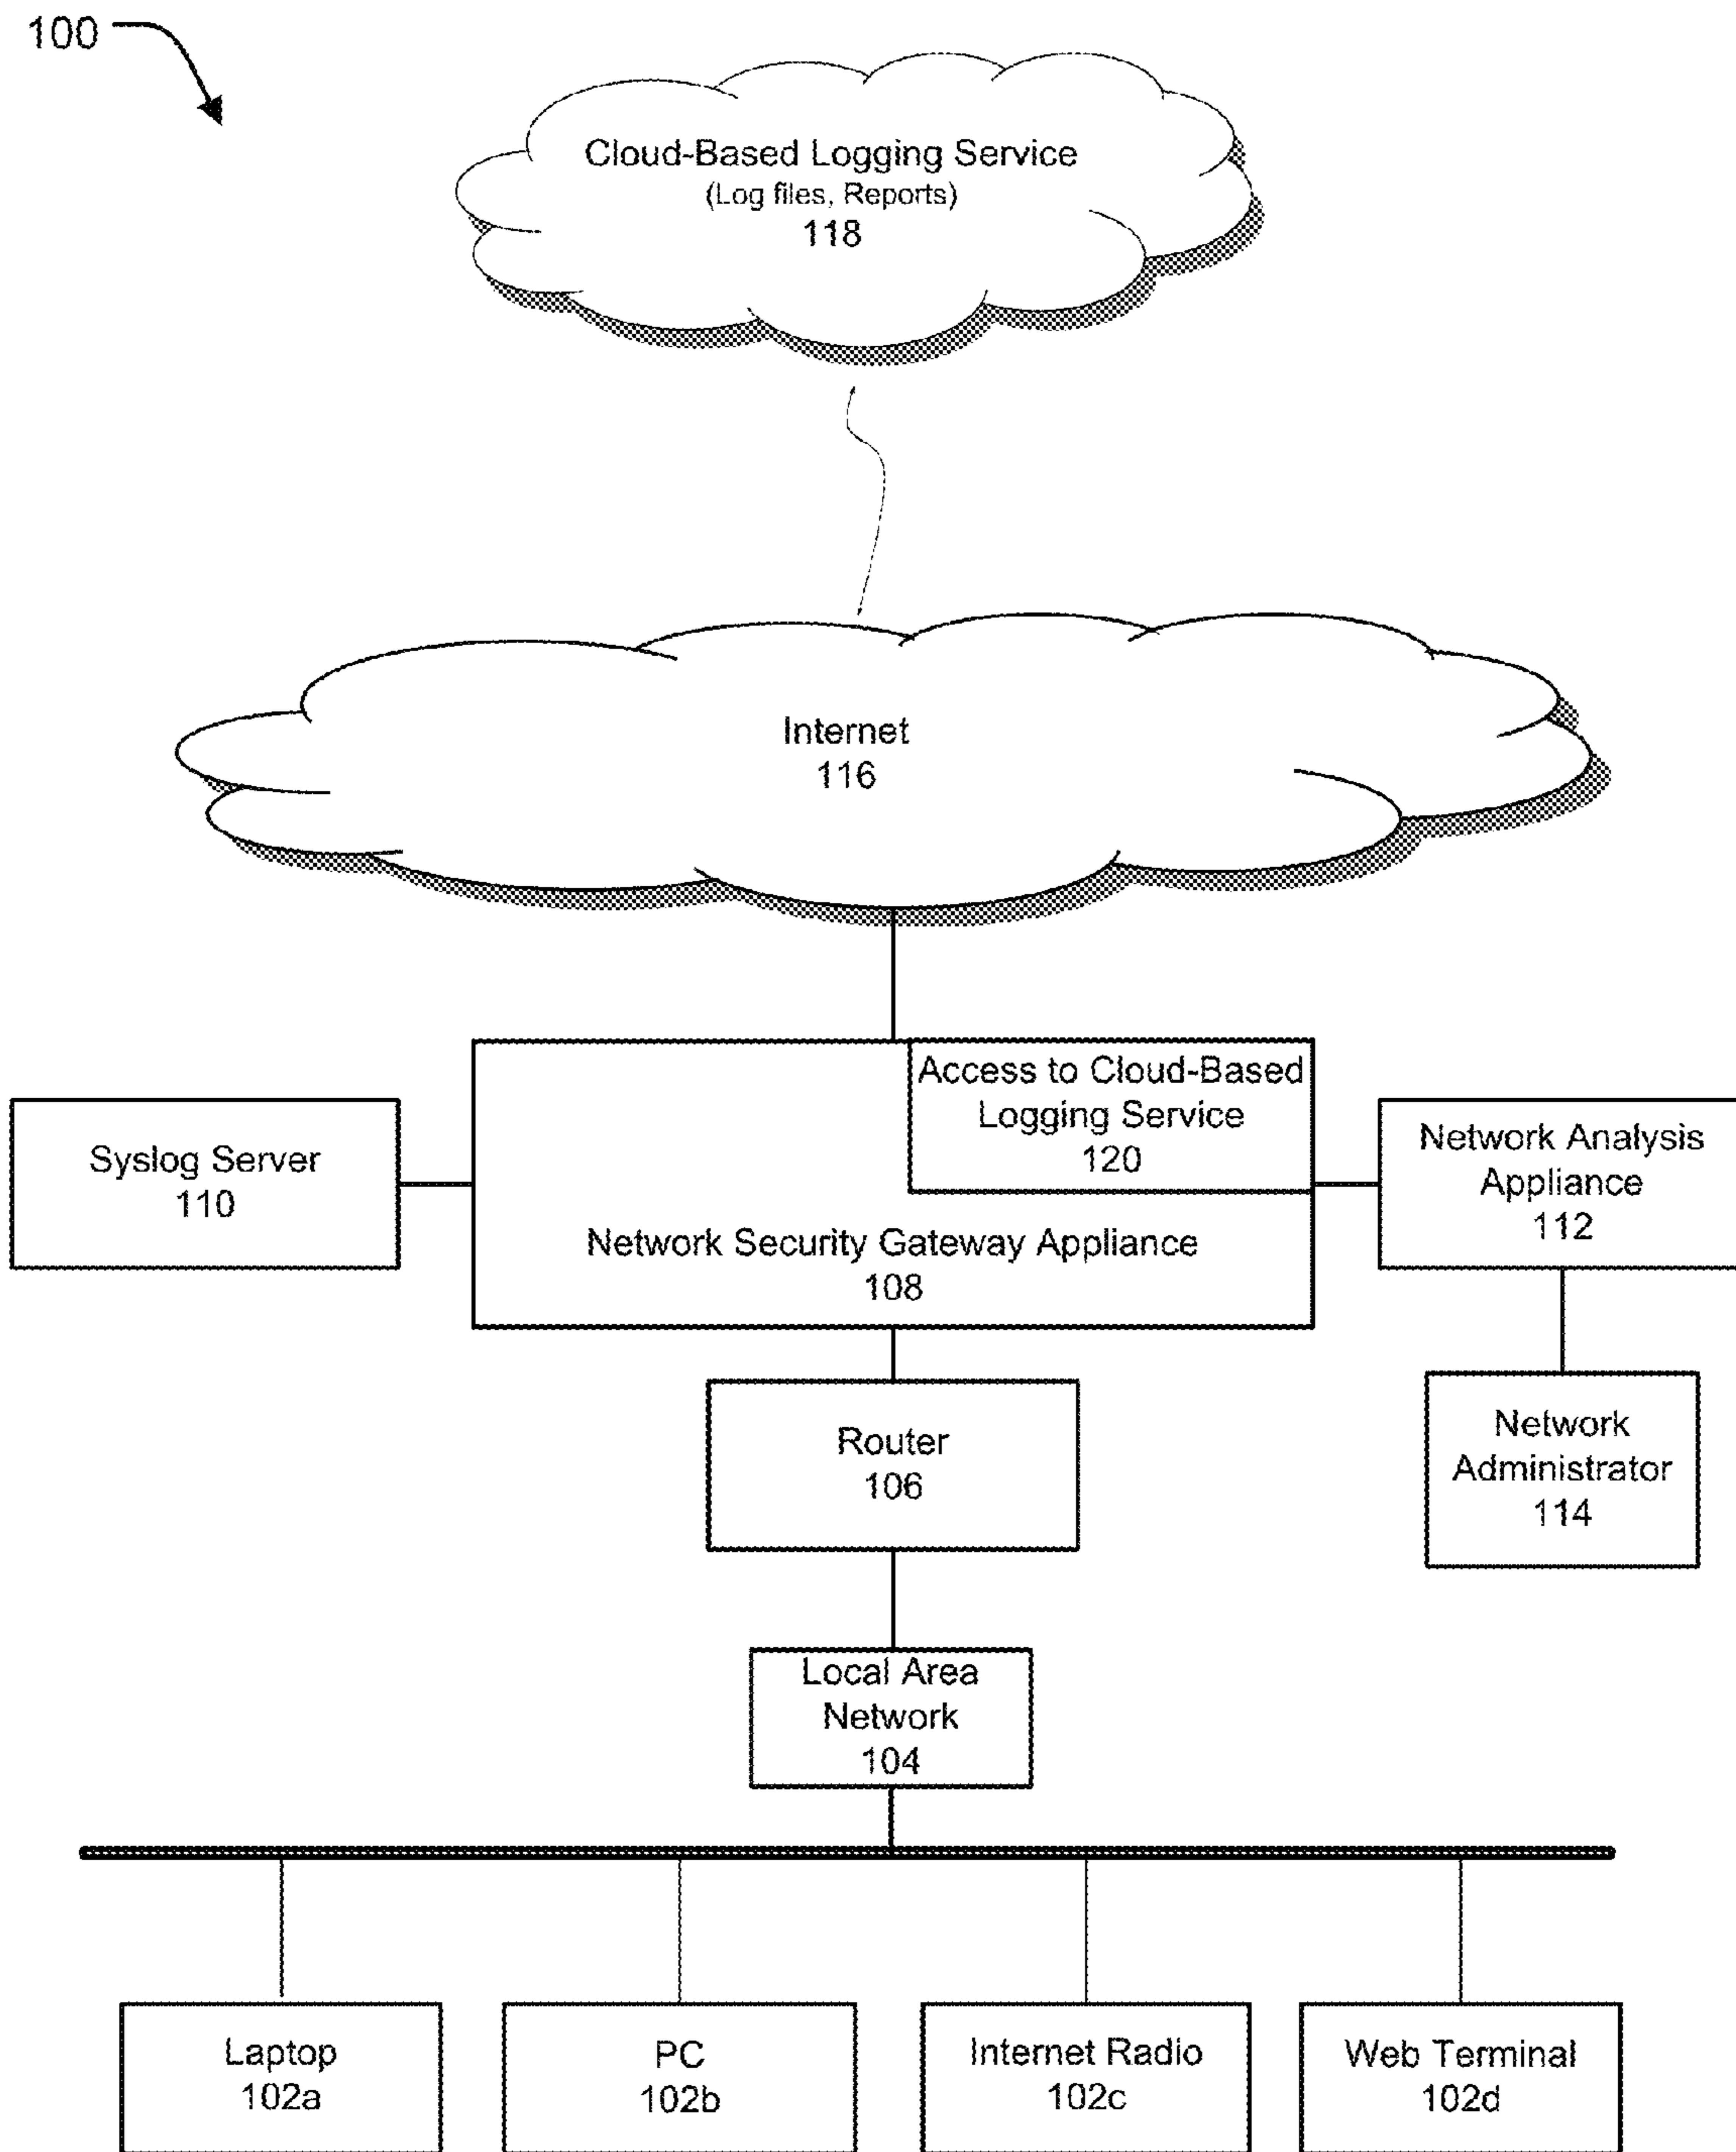 100
Cloud-Based Logging Service
(Log files, Reports)
118
Internet
116
Access to Cloud-Based
Logging Service
120
Syslog Server
110
Network Analysis
Appliance
112
Network Security Gateway Appliance
108
Router
106
Network
Administrator
114
Local Area
Network
104
Laptop
102a
PC
102b
Internet Radio
102c
Web Terminal
102d